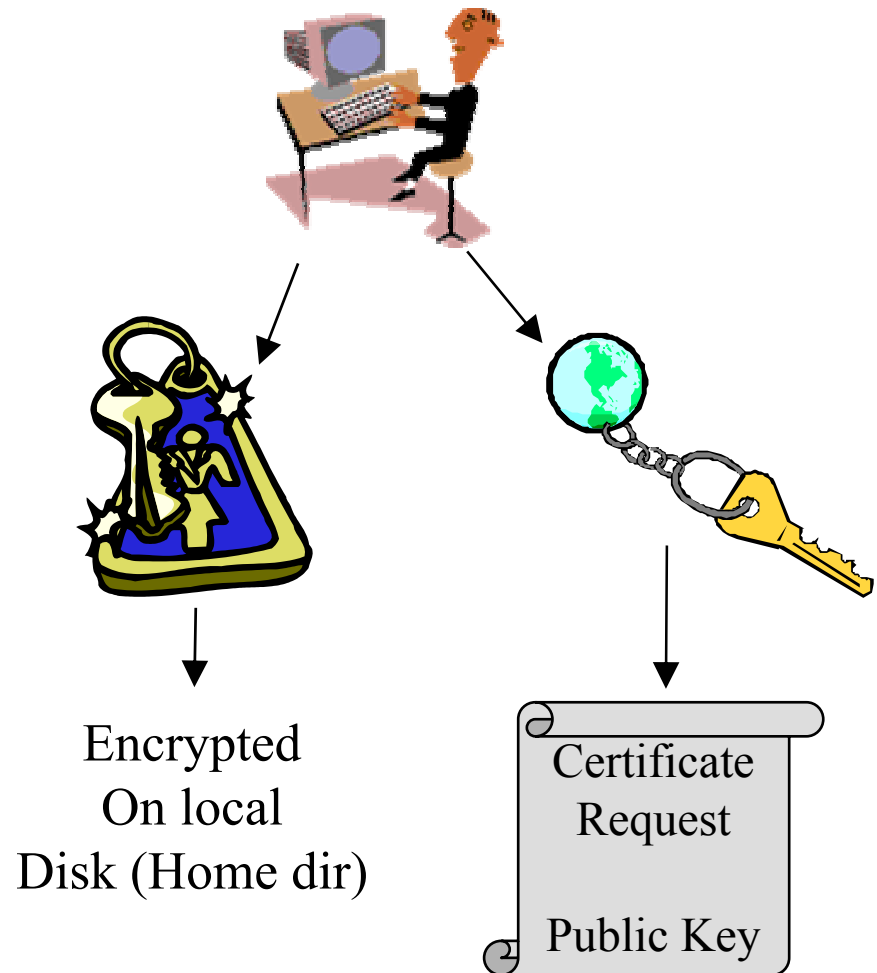 Encrypted
On local
Disk (Home dir)
Certificate
Request
Public Key